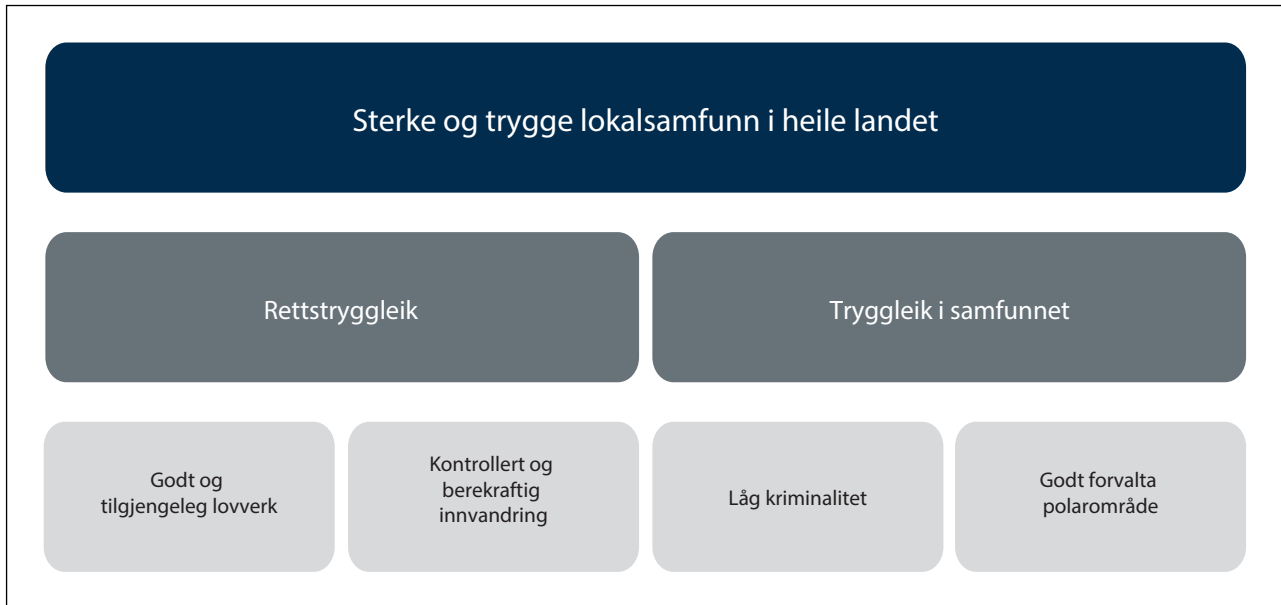 Sterke og trygge lokalsamfunn i heile landet
Rettstryggleik
Tryggleik i samfunnet
Godt og
tilgjengeleg lovverk
Kontrollert og
berekraftig
innvandring
Låg kriminalitet
Godt forvalta
polarområde